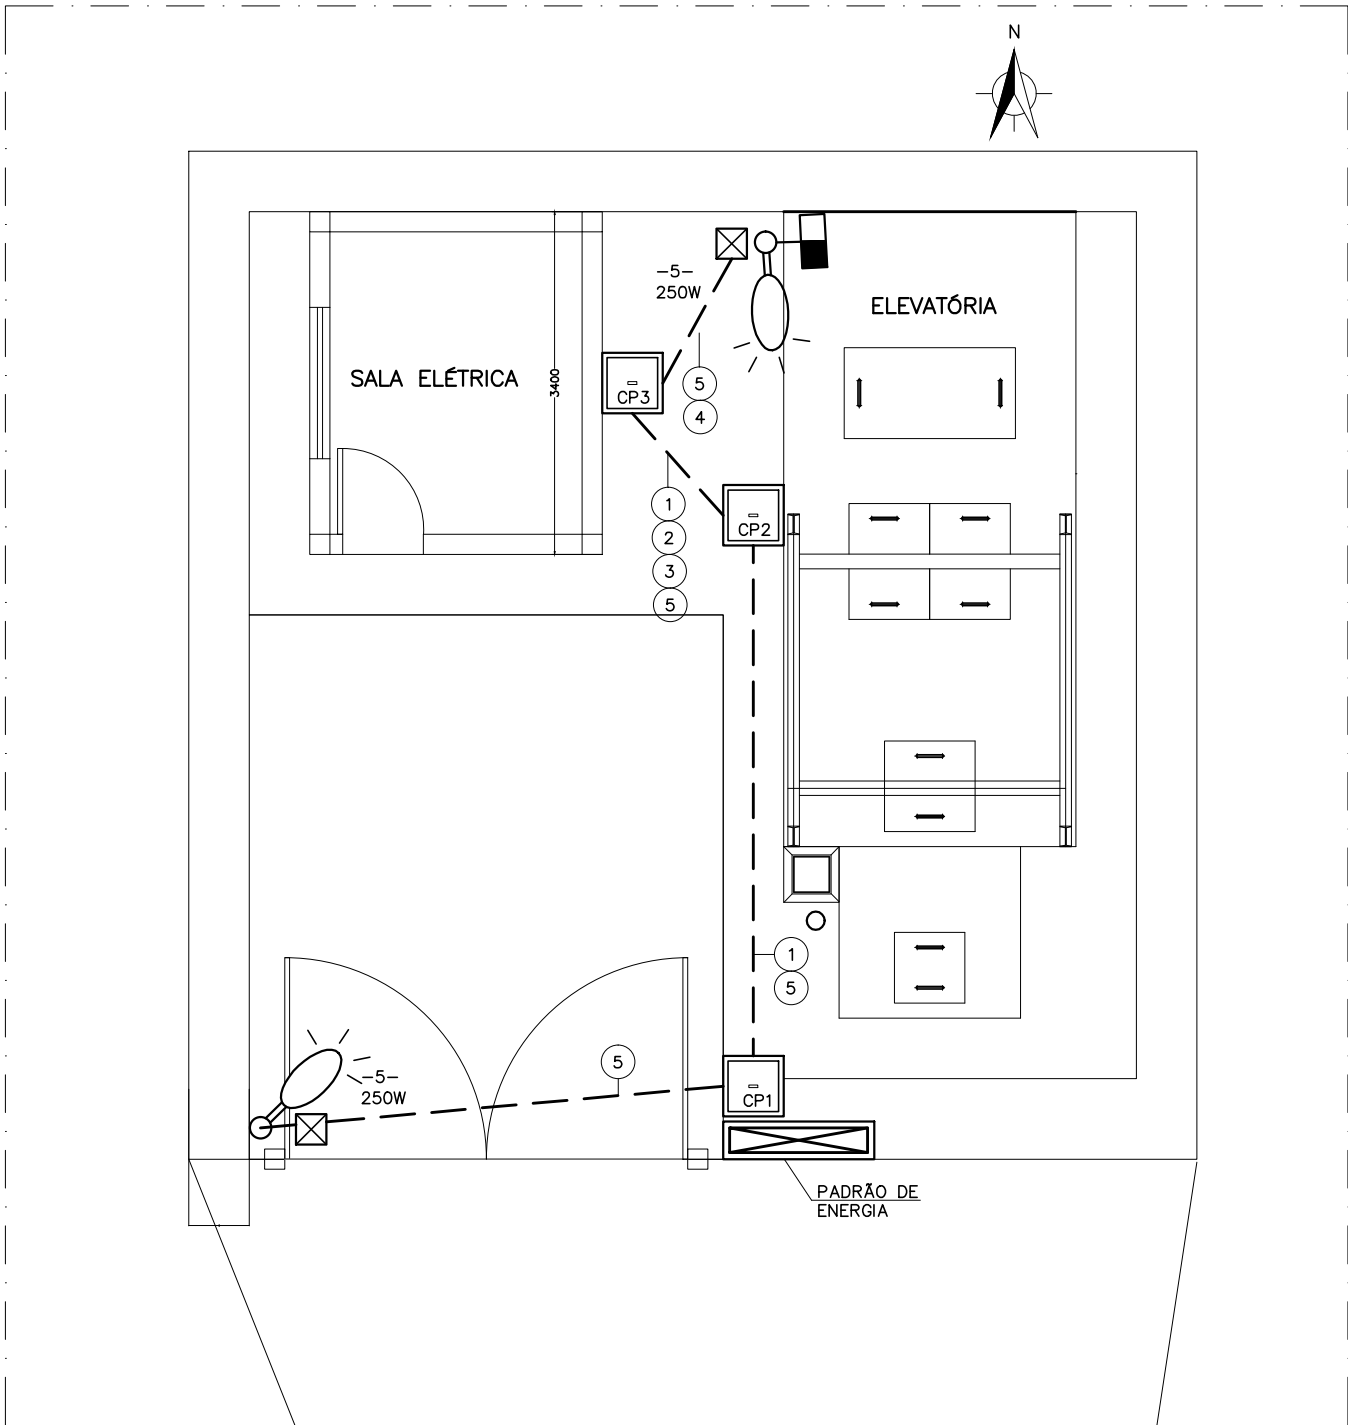 N
-5-
250W
ELEVATÓRIA
SALA ELÉTRICA
3400
CP3
5
4
1
2
3
5
CP2
1
5
5
-5-
250W
CP1
PADRÃO DE
ENERGIA